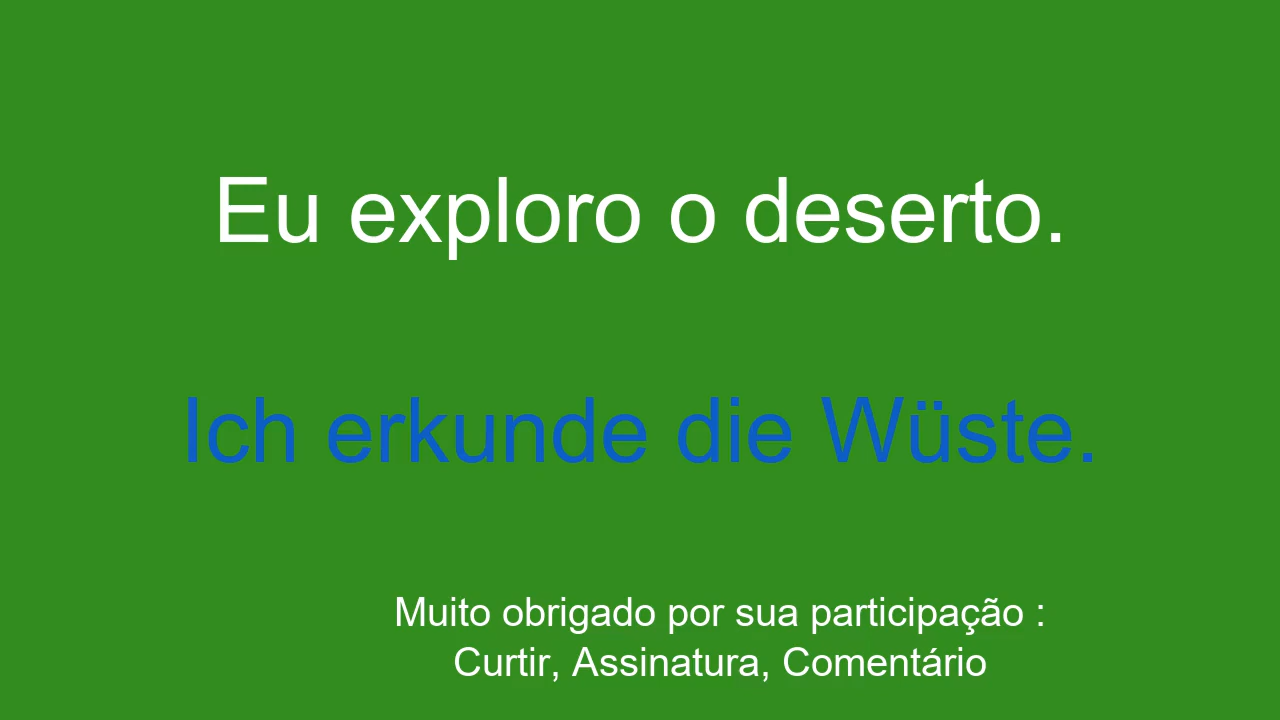 Eu exploro o deserto.
Ich erkunde die Wüste.
Muito obrigado por sua participação :
Curtir, Assinatura, Comentário